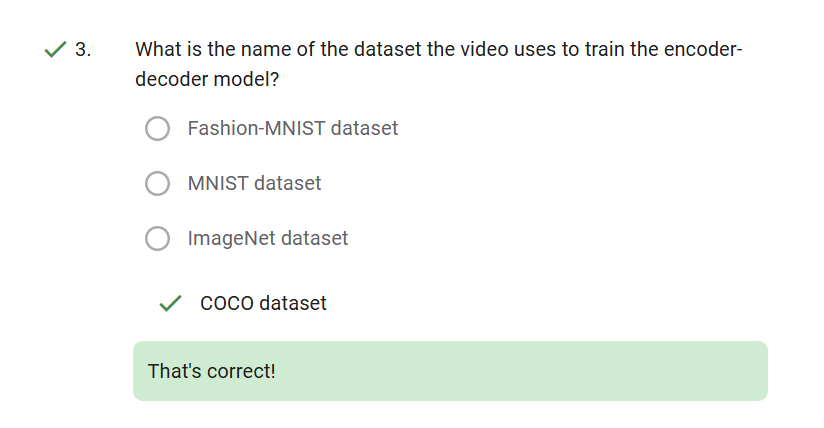 3.
What is the name of the dataset the video uses to train the encoder-
decoder model?
Fashion-MNIST dataset
MNIST dataset
ImageNet dataset
COCO dataset
That's correct!